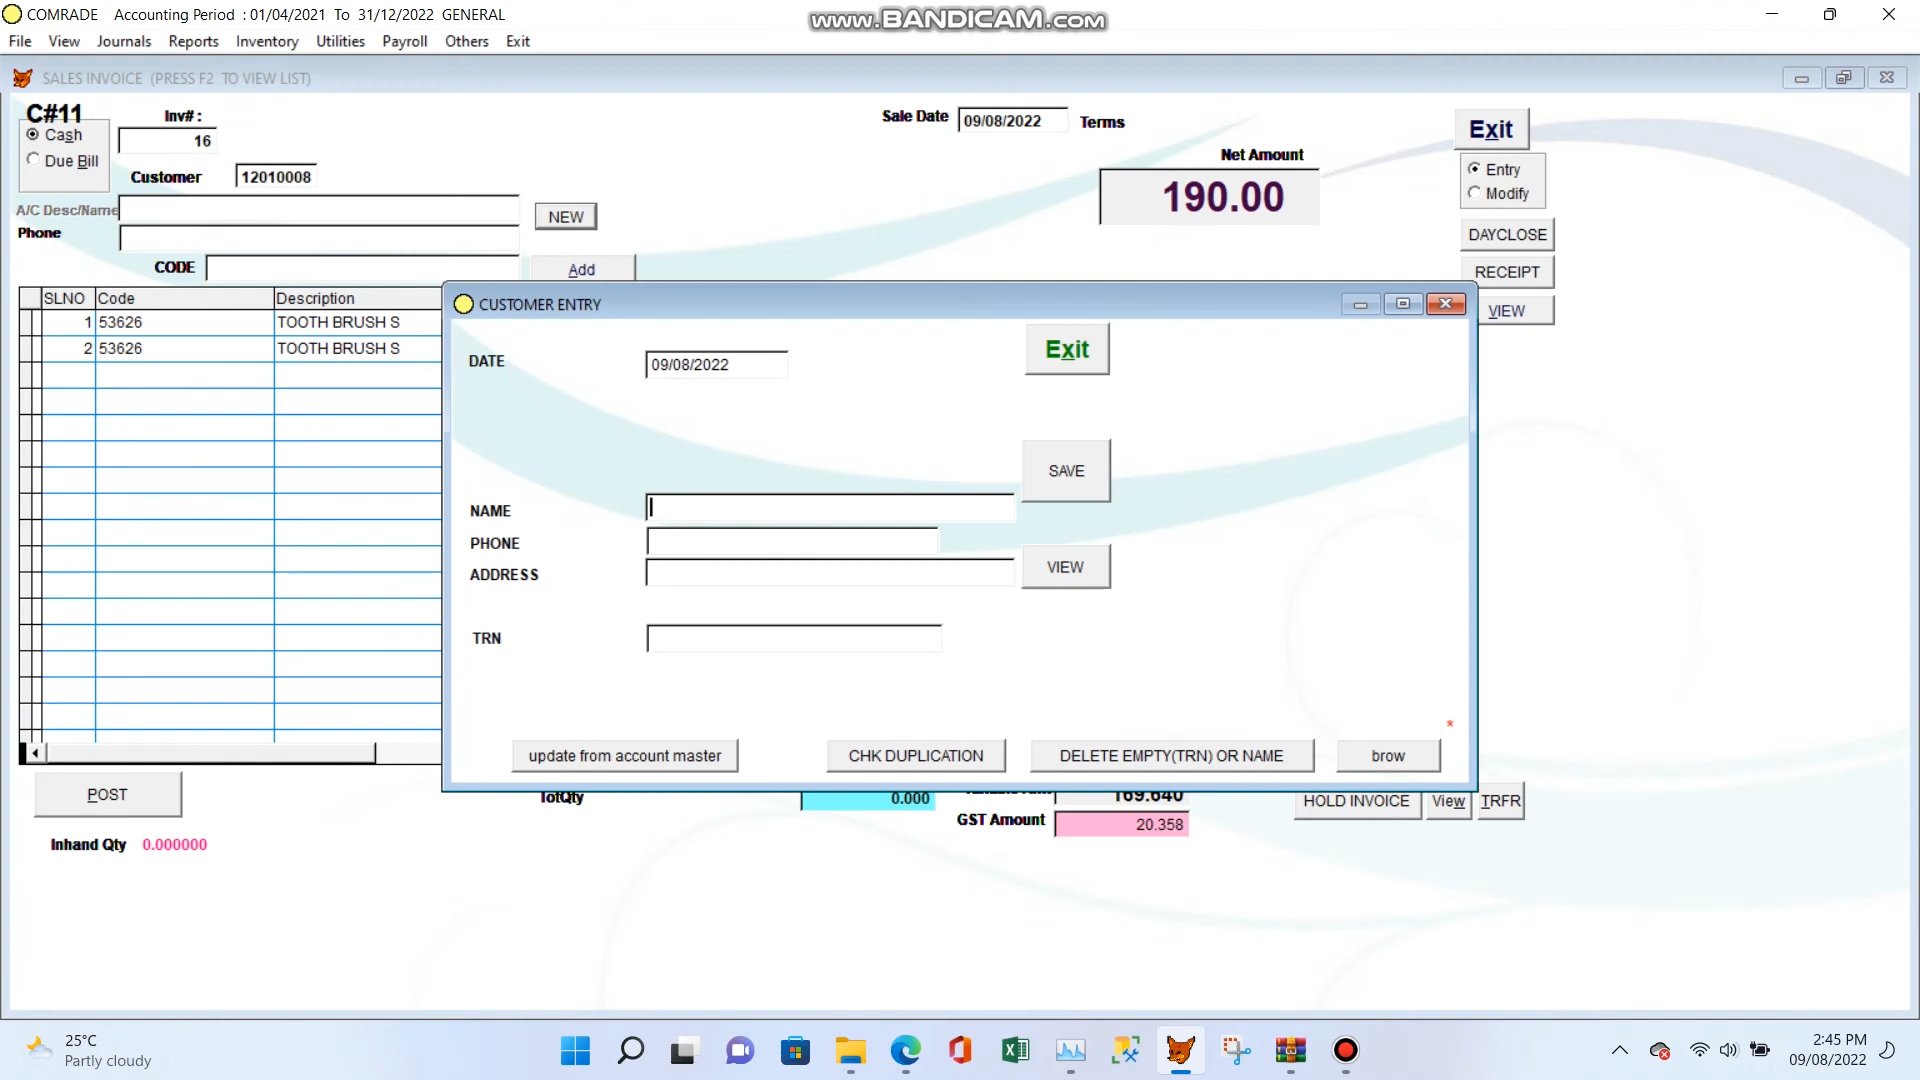 COMRADE Accounting Period : 01/04/2021 To 31/12/2022 GENERAL
www.BANDICAM.com
File View Journals Reports Inventory Utilities Payroll Others Exit
SALES INVOICE (PRESS F2 TO VIEW LIST)
C#11
Inv# :
Cash
16
Due Bill
Customer 12010008
Sale Date 09/08/2022 Terms
Net Amount
190.00
Exit
Entry
Modify
A/C Desc/Name
NEW
Phone
DAYCLOSE
CODE
Add
RECEIPT
VIEW
SLNO Code Description
1 53626 TOOTH BRUSH S
2 53626 TOOTH BRUSH S
CUSTOMER ENTRY
DATE 09/08/2022
Exit
SAVE
NAME
PHONE
ADDRESS
VIEW
TRN
*
update from account master CHK DUPLICATION DELETE EMPTY(TRN) OR NAME brow
POST
TotQty 0.000
169.640
HOLD INVOICE View TRFR
GST Amount 20.358
Inhand Qty 0.000000
25°C
Partly cloudy
2:45 PM
09/08/2022